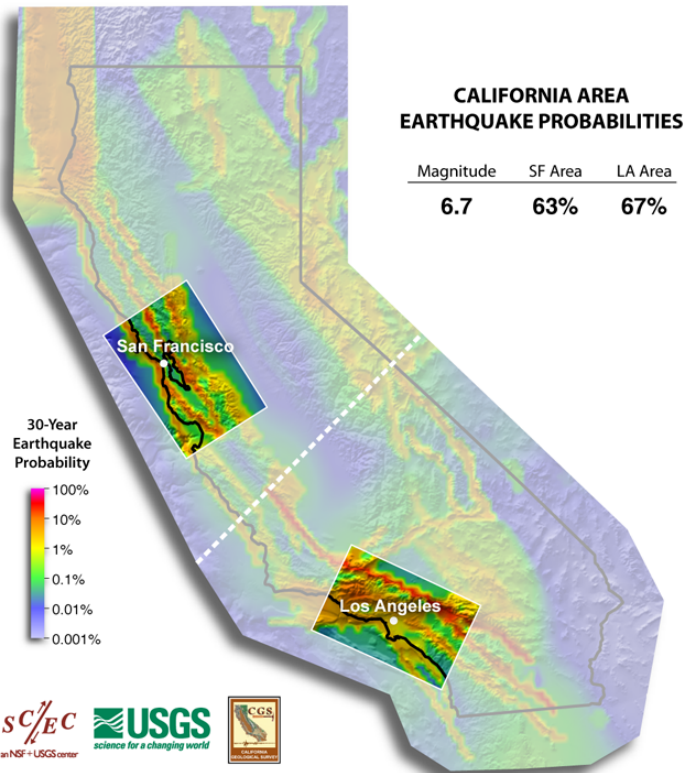 CALIFORNIA AREA
EARTHQUAKE PROBABILITIES
Magnitude SF Area LA Area
6.7 63% 67%
San Francisco
30-Year
Earthquake
Probability
100%
10%
1%
0.1%
0.01%
0.001%
Los Angeles
SC/EC
an NSF+USGS center
USGS
science for a changing world
CGS
CALIFORNIA
GEOLOGICAL SURVEY